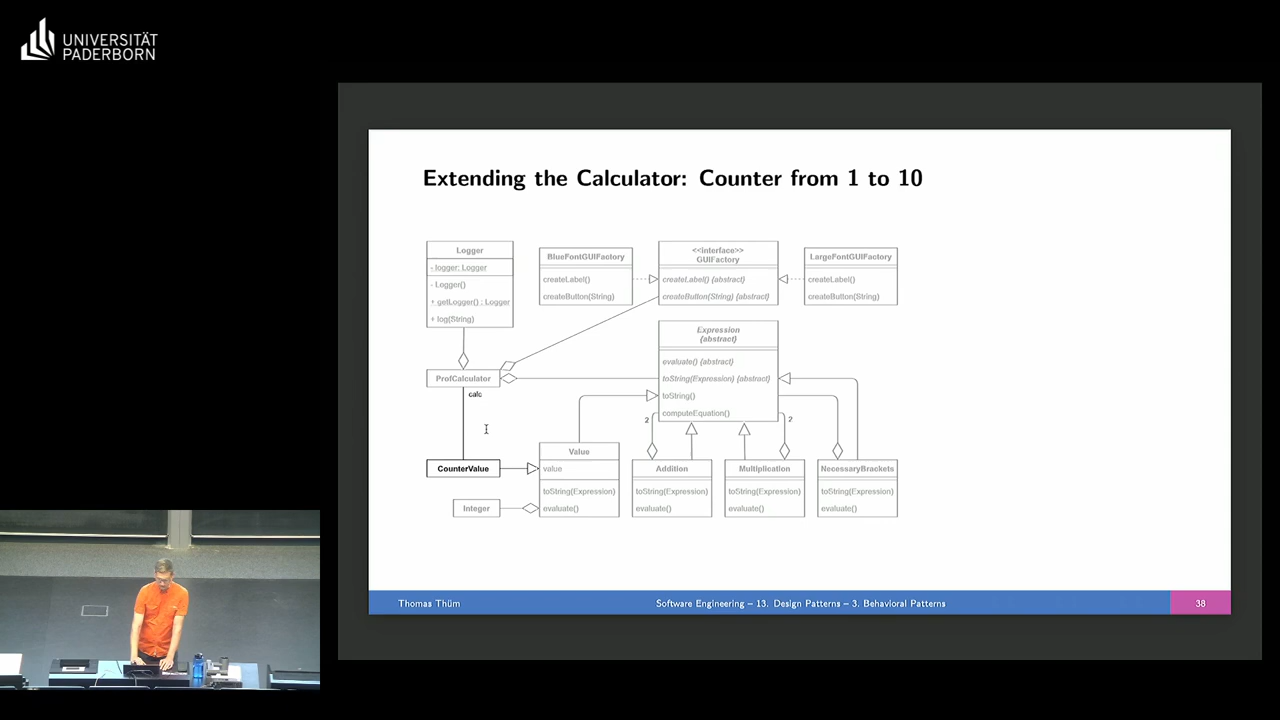 UNIVERSITÄT
PADERBORN
Extending the Calculator: Counter from 1 to 10
Logger
- logger: Logger
- Logger()
+ getLogger() : Logger
+ log(String)
BlueFontGUIFactory
createLabel()
createButton(String)
<<interface>>
GUIFactory
createLabel() {abstract}
createButton(String) {abstract}
LargeFontGUIFactory
createLabel()
createButton(String)
Expression
{abstract}
evaluate() {abstract}
toString(Expression) {abstract}
toString()
computeEquation()
ProfCalculator
calc
2
2
CounterValue
Value
value
toString(Expression)
evaluate()
Integer
Addition
toString(Expression)
evaluate()
Multiplication
toString(Expression)
evaluate()
NecessaryBrackets
toString(Expression)
evaluate()
Thomas Thüm
Software Engineering – 13. Design Patterns – 3. Behavioral Patterns
38